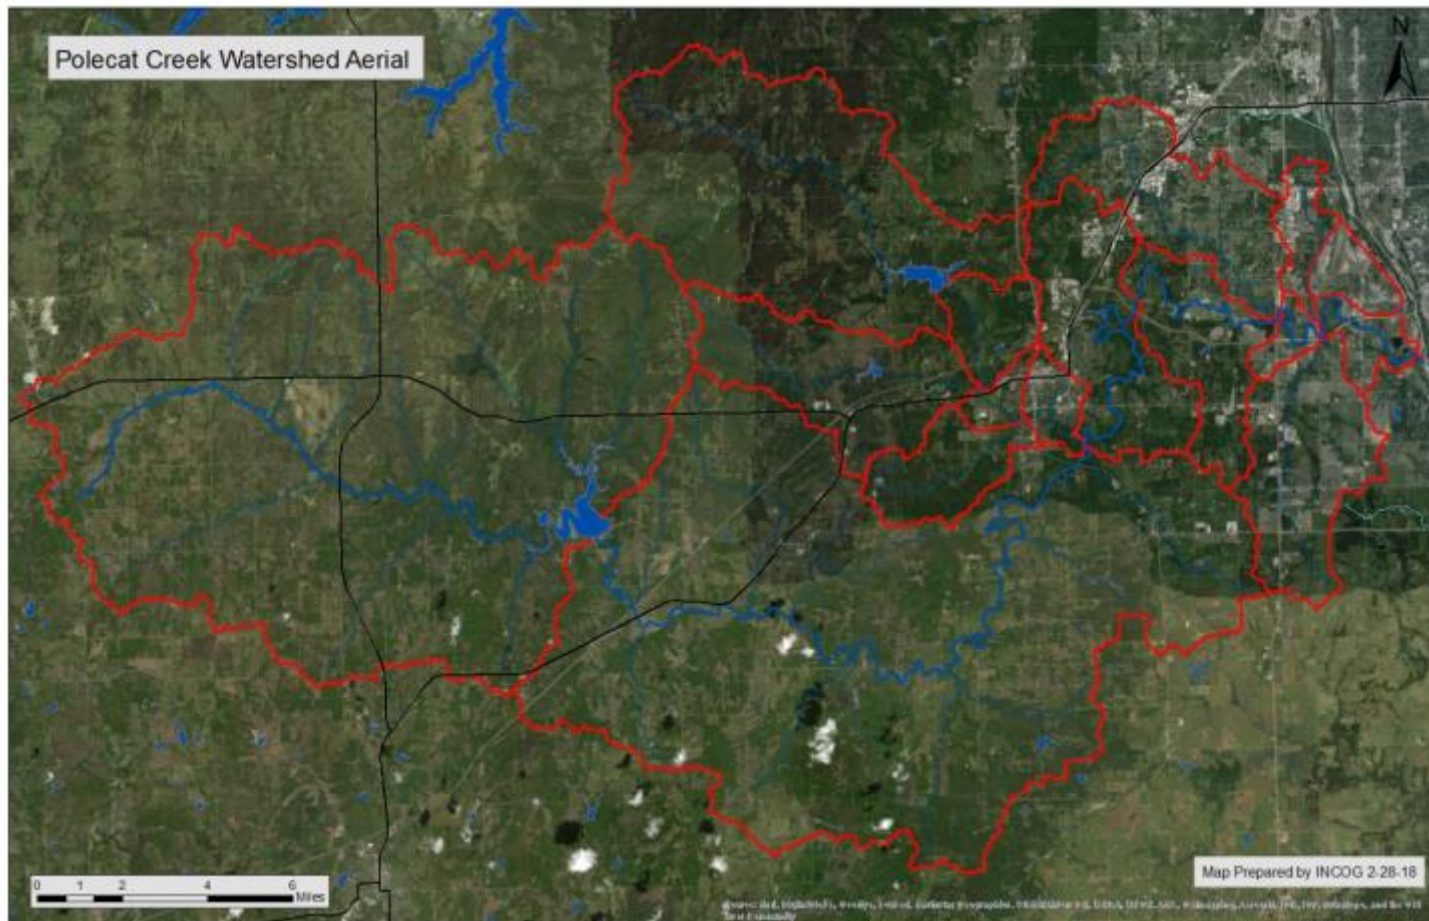 Polecat Creek Watershed Aerial
N
0 1 2 4 6
Miles
Map Prepared by INCOG 2-28-18